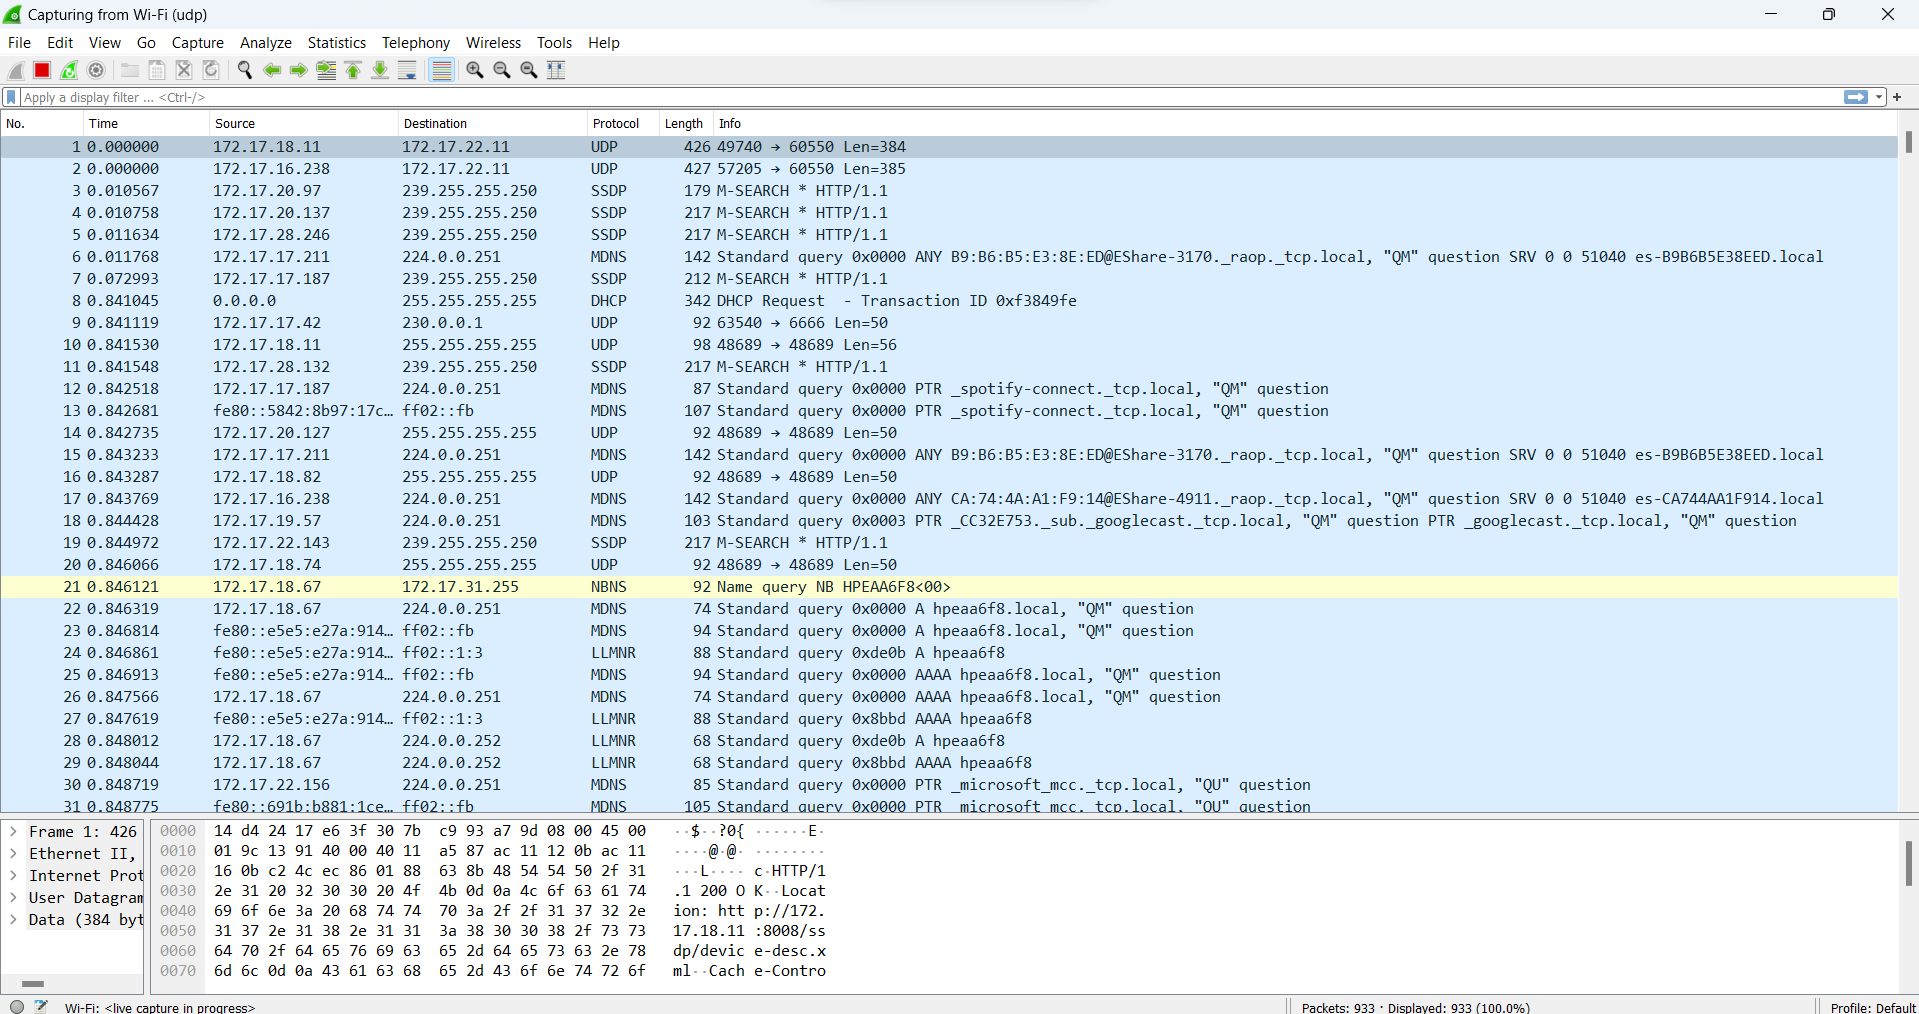 Capturing from Wi-Fi (udp)
File Edit View Go Capture Analyze Statistics Telephony Wireless Tools Help
Apply a display filter ... <Ctrl-/>
No. Time Source Destination Protocol Length Info
1 0.000000 172.17.18.11 172.17.22.11 UDP 426 49740 → 60550 Len=384
2 0.000000 172.17.16.238 172.17.22.11 UDP 427 57205 → 60550 Len=385
3 0.010567 172.17.20.97 239.255.255.250 SSDP 179 M-SEARCH * HTTP/1.1
4 0.010758 172.17.20.137 239.255.255.250 SSDP 217 M-SEARCH * HTTP/1.1
5 0.011634 172.17.28.246 239.255.255.250 SSDP 217 M-SEARCH * HTTP/1.1
6 0.011768 172.17.17.211 224.0.0.251 MDNS 142 Standard query 0x0000 ANY B9:B6:B5:E3:8E:ED@EShare-3170._raop._tcp.local, "QM" question SRV 0 0 51040 es-B9B6B5E38EED.local
7 0.072993 172.17.17.187 239.255.255.250 SSDP 212 M-SEARCH * HTTP/1.1
8 0.841045 0.0.0.0 255.255.255.255 DHCP 342 DHCP Request  - Transaction ID 0xf3849fe
9 0.841119 172.17.17.42 230.0.0.1 UDP 92 63540 → 6666 Len=50
10 0.841530 172.17.18.11 255.255.255.255 UDP 98 48689 → 48689 Len=56
11 0.841548 172.17.28.132 239.255.255.250 SSDP 217 M-SEARCH * HTTP/1.1
12 0.842518 172.17.17.187 224.0.0.251 MDNS 87 Standard query 0x0000 PTR _spotify-connect._tcp.local, "QM" question
13 0.842681 fe80::5842:8b97:17c… ff02::fb MDNS 107 Standard query 0x0000 PTR _spotify-connect._tcp.local, "QM" question
14 0.842735 172.17.20.127 255.255.255.255 UDP 92 48689 → 48689 Len=50
15 0.843233 172.17.17.211 224.0.0.251 MDNS 142 Standard query 0x0000 ANY B9:B6:B5:E3:8E:ED@EShare-3170._raop._tcp.local, "QM" question SRV 0 0 51040 es-B9B6B5E38EED.local
16 0.843287 172.17.18.82 255.255.255.255 UDP 92 48689 → 48689 Len=50
17 0.843769 172.17.16.238 224.0.0.251 MDNS 142 Standard query 0x0000 ANY CA:74:4A:A1:F9:14@EShare-4911._raop._tcp.local, "QM" question SRV 0 0 51040 es-CA744AA1F914.local
18 0.844428 172.17.19.57 224.0.0.251 MDNS 103 Standard query 0x0003 PTR _CC32E753._sub._googlecast._tcp.local, "QM" question PTR _googlecast._tcp.local, "QM" question
19 0.844972 172.17.22.143 239.255.255.250 SSDP 217 M-SEARCH * HTTP/1.1
20 0.846066 172.17.18.74 255.255.255.255 UDP 92 48689 → 48689 Len=50
21 0.846121 172.17.18.67 172.17.31.255 NBNS 92 Name query NB HPEAA6F8<00>
22 0.846319 172.17.18.67 224.0.0.251 MDNS 74 Standard query 0x0000 A hpeaa6f8.local, "QM" question
23 0.846814 fe80::e5e5:e27a:914… ff02::fb MDNS 94 Standard query 0x0000 A hpeaa6f8.local, "QM" question
24 0.846861 fe80::e5e5:e27a:914… ff02::1:3 LLMNR 88 Standard query 0xde0b A hpeaa6f8
25 0.846913 fe80::e5e5:e27a:914… ff02::fb MDNS 94 Standard query 0x0000 AAAA hpeaa6f8.local, "QM" question
26 0.847566 172.17.18.67 224.0.0.251 MDNS 74 Standard query 0x0000 AAAA hpeaa6f8.local, "QM" question
27 0.847619 fe80::e5e5:e27a:914… ff02::1:3 LLMNR 88 Standard query 0x8bbd AAAA hpeaa6f8
28 0.848012 172.17.18.67 224.0.0.252 LLMNR 68 Standard query 0xde0b A hpeaa6f8
29 0.848044 172.17.18.67 224.0.0.252 LLMNR 68 Standard query 0x8bbd AAAA hpeaa6f8
30 0.848719 172.17.22.156 224.0.0.251 MDNS 85 Standard query 0x0000 PTR _microsoft_mcc._tcp.local, "QU" question
31 0.848775 fe80::691b:b881:1ce… ff02::fb MDNS 105 Standard query 0x0000 PTR _microsoft_mcc._tcp.local, "QU" question
Frame 1: 426
Ethernet II,
Internet Prot
User Datagram
Data (384 byt
0000 14 d4 24 17 e6 3f 30 7b c9 93 a7 9d 08 00 45 00 ··$··?0{ ······E·
0010 01 9c 13 91 40 00 40 11 a5 87 ac 11 12 0b ac 11 ····@·@· ········
0020 16 0b c2 4c ec 86 01 88 63 8b 48 54 54 50 2f 31 ···L···· c·HTTP/1
0030 2e 31 20 32 30 30 20 4f 4b 0d 0a 4c 6f 63 61 74 .1 200 O K··Locat
0040 69 6f 6e 3a 20 68 74 74 70 3a 2f 2f 31 37 32 2e ion: htt p://172.
0050 31 37 2e 31 38 2e 31 31 3a 38 30 30 38 2f 73 73 17.18.11 :8008/ss
0060 64 70 2f 64 65 76 69 63 65 2d 64 65 73 63 2e 78 dp/devic e-desc.x
0070 6d 6c 0d 0a 43 61 63 68 65 2d 43 6f 6e 74 72 6f ml··Cach e-Contro
Wi-Fi: <live capture in progress>
Packets: 933 · Displayed: 933 (100.0%)
Profile: Default